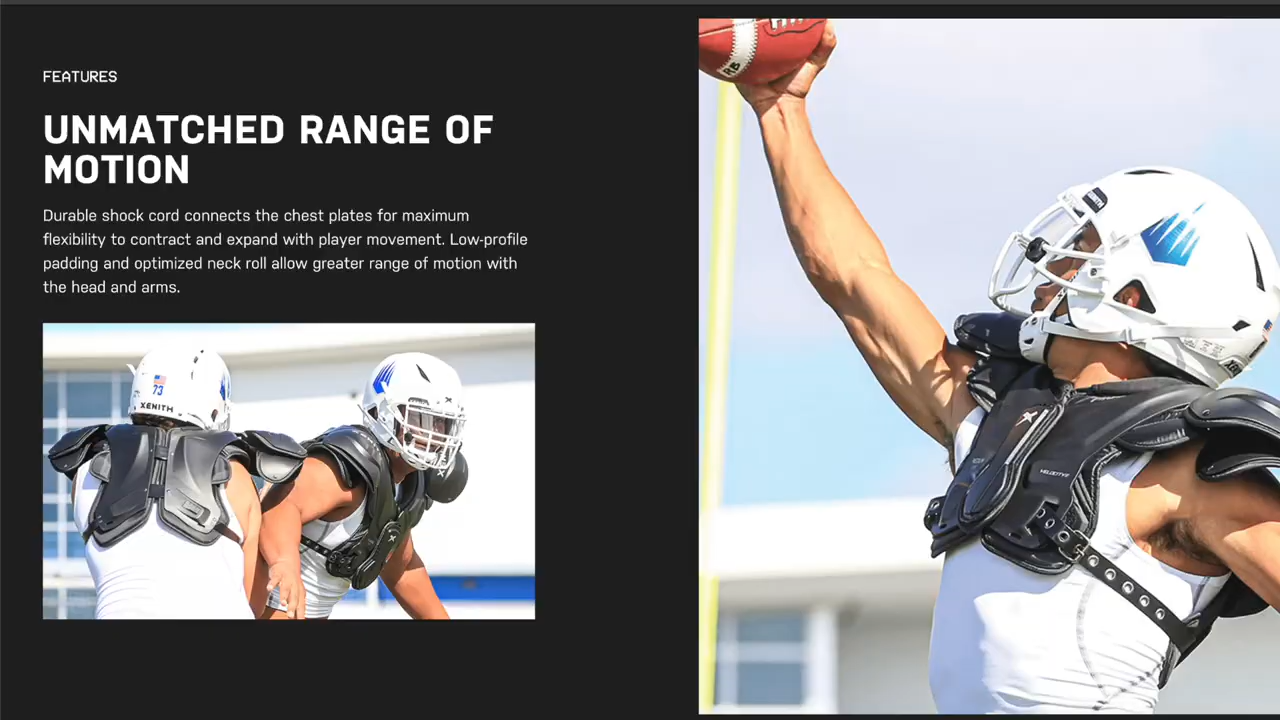 FEATURES
UNMATCHED RANGE OF
MOTION
Durable shock cord connects the chest plates for maximum
flexibility to contract and expand with player movement. Low-profile
padding and optimized neck roll allow greater range of motion with
the head and arms.
73
XENITH
VELOCITY